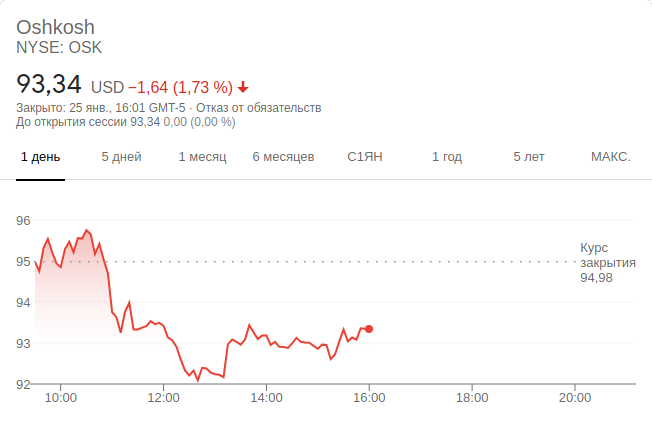 Oshkosh
NYSE: OSK
93,34 USD −1,64 (1,73 %)
Закрыто: 25 янв., 16:01 GMT-5 · Отказ от обязательств
До открытия сессии 93,34 0,00 (0,00 %)
1 день 5 дней 1 месяц 6 месяцев С1ЯН 1 год 5 лет МАКС.
96
95
94
93
92
Курс
закрытия
94,98
10:00 12:00 14:00 16:00 18:00 20:00